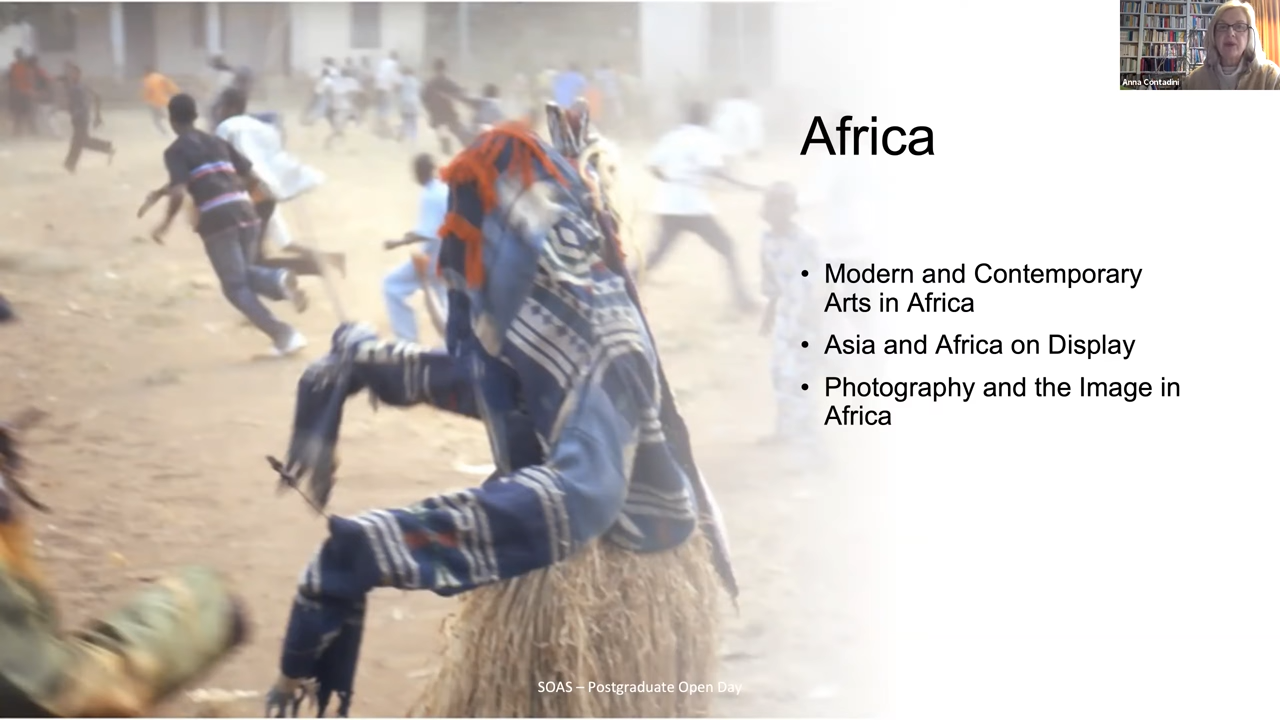 Anna Contadini
Africa
• Modern and Contemporary
Arts in Africa
• Asia and Africa on Display
• Photography and the Image in
Africa
SOAS – Postgraduate Open Day